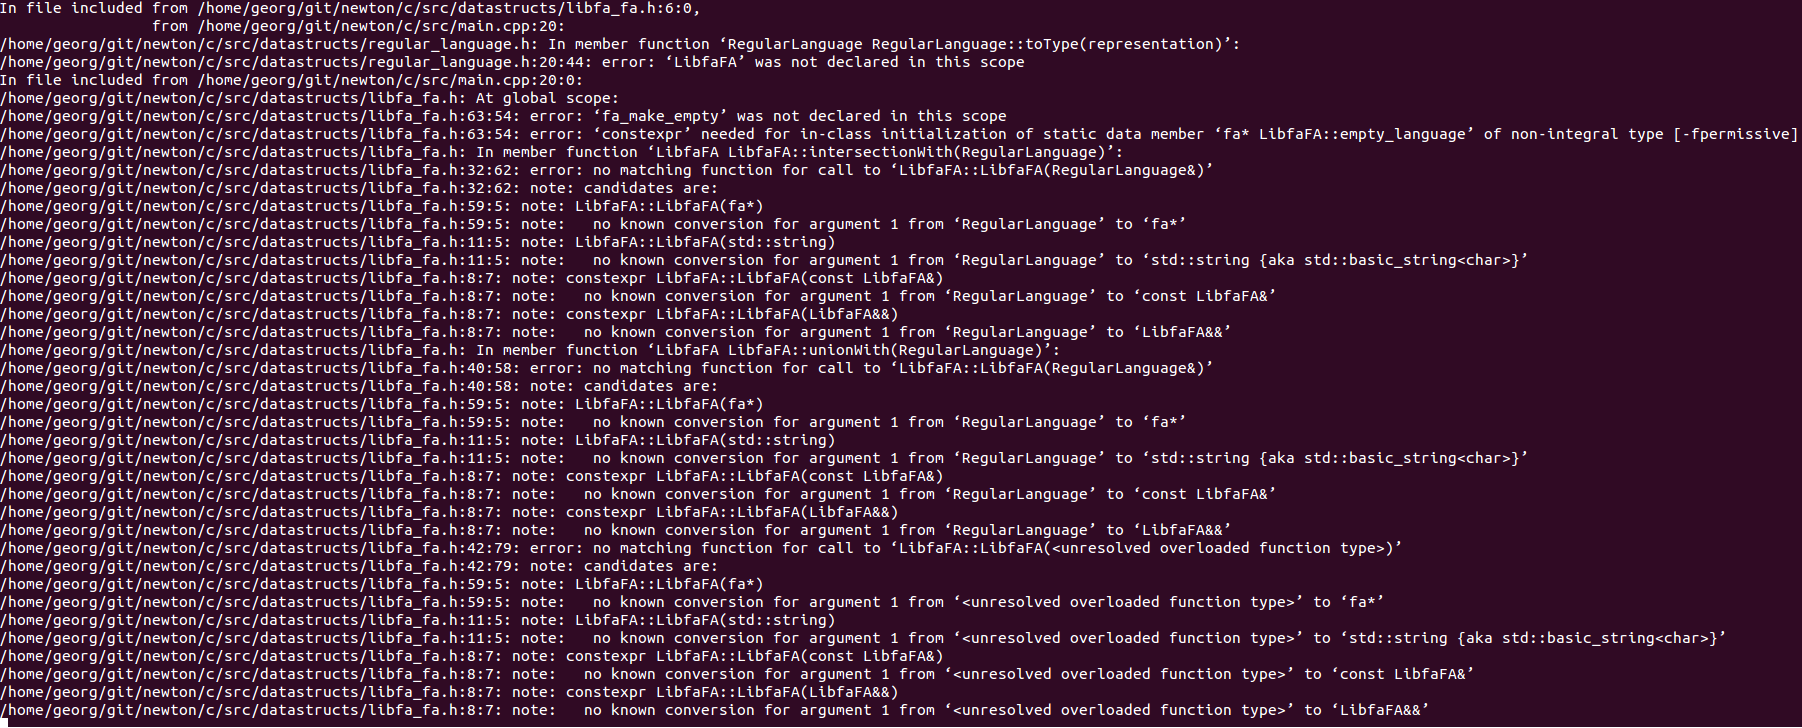 In file included from /home/georg/git/newton/c/src/datastructs/libfa_fa.h:6:0,
                 from /home/georg/git/newton/c/src/main.cpp:20:
/home/georg/git/newton/c/src/datastructs/regular_language.h: In member function ‘RegularLanguage RegularLanguage::toType(representation)’:
/home/georg/git/newton/c/src/datastructs/regular_language.h:20:44: error: ‘LibfaFA’ was not declared in this scope
In file included from /home/georg/git/newton/c/src/main.cpp:20:0:
/home/georg/git/newton/c/src/datastructs/libfa_fa.h: At global scope:
/home/georg/git/newton/c/src/datastructs/libfa_fa.h:63:54: error: ‘fa_make_empty’ was not declared in this scope
/home/georg/git/newton/c/src/datastructs/libfa_fa.h:63:54: error: ‘constexpr’ needed for in-class initialization of static data member ‘fa* LibfaFA::empty_language’ of non-integral type [-fpermissive]
/home/georg/git/newton/c/src/datastructs/libfa_fa.h: In member function ‘LibfaFA LibfaFA::intersectionWith(RegularLanguage)’:
/home/georg/git/newton/c/src/datastructs/libfa_fa.h:32:62: error: no matching function for call to ‘LibfaFA::LibfaFA(RegularLanguage&)’
/home/georg/git/newton/c/src/datastructs/libfa_fa.h:32:62: note: candidates are:
/home/georg/git/newton/c/src/datastructs/libfa_fa.h:59:5: note: LibfaFA::LibfaFA(fa*)
/home/georg/git/newton/c/src/datastructs/libfa_fa.h:59:5: note:   no known conversion for argument 1 from ‘RegularLanguage’ to ‘fa*’
/home/georg/git/newton/c/src/datastructs/libfa_fa.h:11:5: note: LibfaFA::LibfaFA(std::string)
/home/georg/git/newton/c/src/datastructs/libfa_fa.h:11:5: note:   no known conversion for argument 1 from ‘RegularLanguage’ to ‘std::string {aka std::basic_string<char>}’
/home/georg/git/newton/c/src/datastructs/libfa_fa.h:8:7: note: constexpr LibfaFA::LibfaFA(const LibfaFA&)
/home/georg/git/newton/c/src/datastructs/libfa_fa.h:8:7: note:   no known conversion for argument 1 from ‘RegularLanguage’ to ‘const LibfaFA&’
/home/georg/git/newton/c/src/datastructs/libfa_fa.h:8:7: note: constexpr LibfaFA::LibfaFA(LibfaFA&&)
/home/georg/git/newton/c/src/datastructs/libfa_fa.h:8:7: note:   no known conversion for argument 1 from ‘RegularLanguage’ to ‘LibfaFA&&’
/home/georg/git/newton/c/src/datastructs/libfa_fa.h: In member function ‘LibfaFA LibfaFA::unionWith(RegularLanguage)’:
/home/georg/git/newton/c/src/datastructs/libfa_fa.h:40:58: error: no matching function for call to ‘LibfaFA::LibfaFA(RegularLanguage&)’
/home/georg/git/newton/c/src/datastructs/libfa_fa.h:40:58: note: candidates are:
/home/georg/git/newton/c/src/datastructs/libfa_fa.h:59:5: note: LibfaFA::LibfaFA(fa*)
/home/georg/git/newton/c/src/datastructs/libfa_fa.h:59:5: note:   no known conversion for argument 1 from ‘RegularLanguage’ to ‘fa*’
/home/georg/git/newton/c/src/datastructs/libfa_fa.h:11:5: note: LibfaFA::LibfaFA(std::string)
/home/georg/git/newton/c/src/datastructs/libfa_fa.h:11:5: note:   no known conversion for argument 1 from ‘RegularLanguage’ to ‘std::string {aka std::basic_string<char>}’
/home/georg/git/newton/c/src/datastructs/libfa_fa.h:8:7: note: constexpr LibfaFA::LibfaFA(const LibfaFA&)
/home/georg/git/newton/c/src/datastructs/libfa_fa.h:8:7: note:   no known conversion for argument 1 from ‘RegularLanguage’ to ‘const LibfaFA&’
/home/georg/git/newton/c/src/datastructs/libfa_fa.h:8:7: note: constexpr LibfaFA::LibfaFA(LibfaFA&&)
/home/georg/git/newton/c/src/datastructs/libfa_fa.h:8:7: note:   no known conversion for argument 1 from ‘RegularLanguage’ to ‘LibfaFA&&’
/home/georg/git/newton/c/src/datastructs/libfa_fa.h:42:79: error: no matching function for call to ‘LibfaFA::LibfaFA(<unresolved overloaded function type>)’
/home/georg/git/newton/c/src/datastructs/libfa_fa.h:42:79: note: candidates are:
/home/georg/git/newton/c/src/datastructs/libfa_fa.h:59:5: note: LibfaFA::LibfaFA(fa*)
/home/georg/git/newton/c/src/datastructs/libfa_fa.h:59:5: note:   no known conversion for argument 1 from ‘<unresolved overloaded function type>’ to ‘fa*’
/home/georg/git/newton/c/src/datastructs/libfa_fa.h:11:5: note: LibfaFA::LibfaFA(std::string)
/home/georg/git/newton/c/src/datastructs/libfa_fa.h:11:5: note:   no known conversion for argument 1 from ‘<unresolved overloaded function type>’ to ‘std::string {aka std::basic_string<char>}’
/home/georg/git/newton/c/src/datastructs/libfa_fa.h:8:7: note: constexpr LibfaFA::LibfaFA(const LibfaFA&)
/home/georg/git/newton/c/src/datastructs/libfa_fa.h:8:7: note:   no known conversion for argument 1 from ‘<unresolved overloaded function type>’ to ‘const LibfaFA&’
/home/georg/git/newton/c/src/datastructs/libfa_fa.h:8:7: note: constexpr LibfaFA::LibfaFA(LibfaFA&&)
/home/georg/git/newton/c/src/datastructs/libfa_fa.h:8:7: note:   no known conversion for argument 1 from ‘<unresolved overloaded function type>’ to ‘LibfaFA&&’